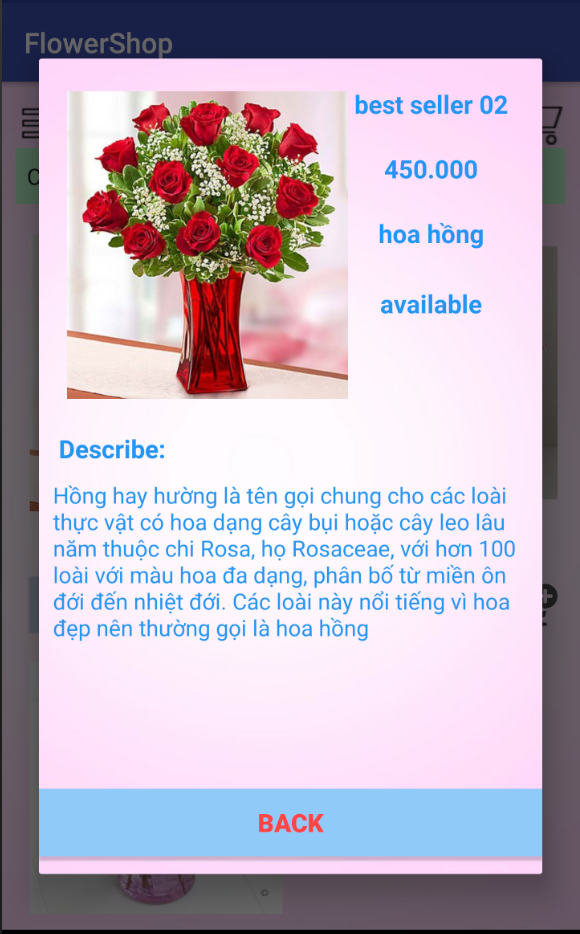 FlowerShop
best seller 02
450.000
hoa hồng
available
Describe:
Hồng hay hường là tên gọi chung cho các loài
thực vật có hoa dạng cây bụi hoặc cây leo lâu
năm thuộc chi Rosa, họ Rosaceae, với hơn 100
loài với màu hoa đa dạng, phân bố từ miền ôn
đới đến nhiệt đới. Các loài này nổi tiếng vì hoa
đẹp nên thường gọi là hoa hồng
BACK